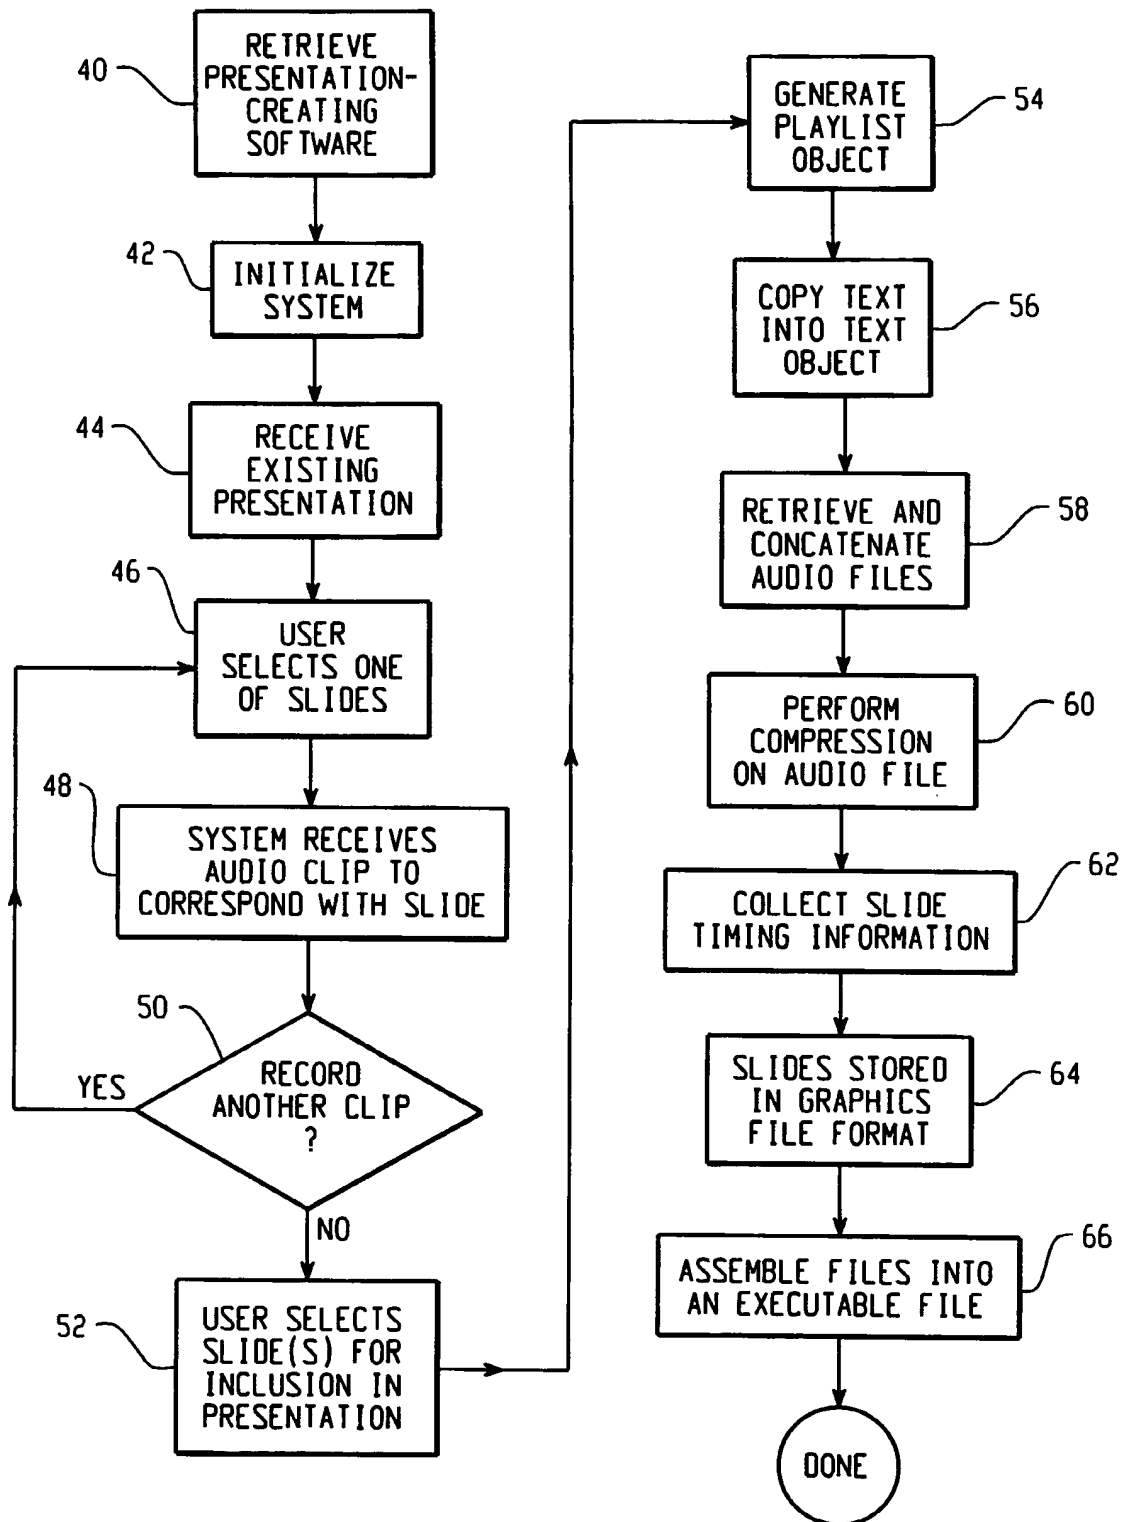 40
RETRIEVE
PRESENTATION-
CREATING
SOFTWARE
42
INITIALIZE
SYSTEM
44
RECEIVE
EXISTING
PRESENTATION
46
USER
SELECTS ONE
OF SLIDES
48
SYSTEM RECEIVES
AUDIO CLIP TO
CORRESPOND WITH SLIDE
50
RECORD
ANOTHER CLIP
?
YES
NO
52
USER SELECTS
SLIDE(S) FOR
INCLUSION IN
PRESENTATION
GENERATE
PLAYLIST
OBJECT
54
COPY TEXT
INTO TEXT
OBJECT
56
RETRIEVE AND
CONCATENATE
AUDIO FILES
58
PERFORM
COMPRESSION
ON AUDIO FILE
60
COLLECT SLIDE
TIMING INFORMATION
62
SLIDES STORED
IN GRAPHICS
FILE FORMAT
64
ASSEMBLE FILES INTO
AN EXECUTABLE FILE
66
DONE